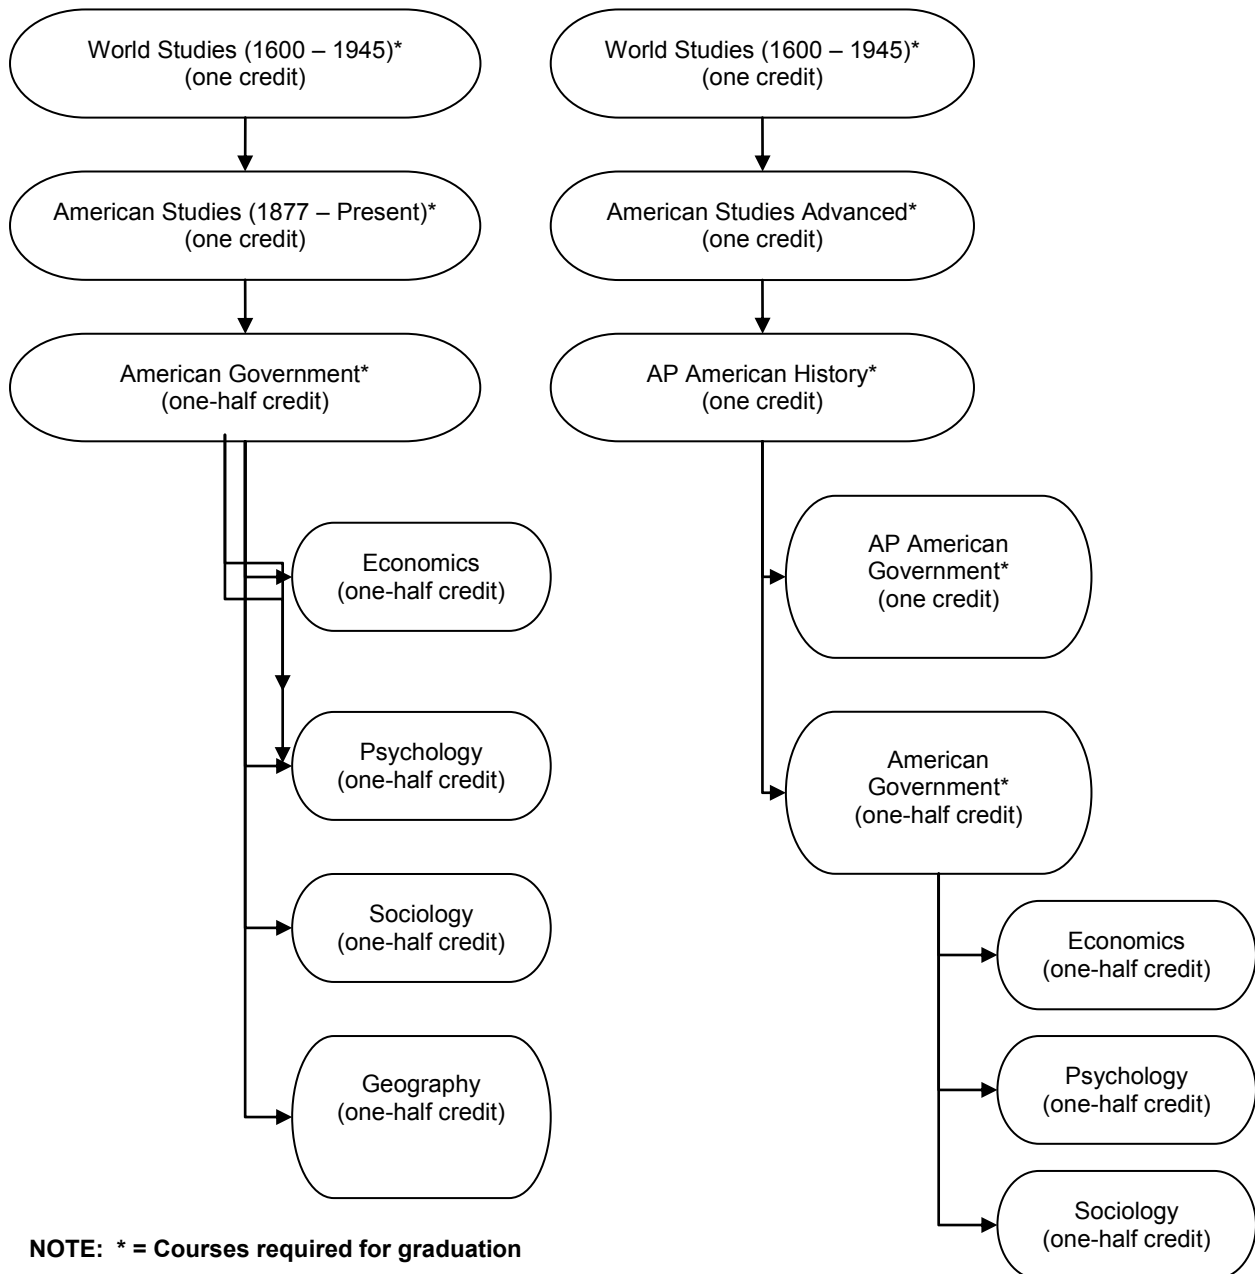 World Studies (1600 – 1945)*
(one credit)
American Studies (1877 – Present)*
(one credit)
American Government*
(one-half credit)
Economics
(one-half credit)
Psychology
(one-half credit)
Sociology
(one-half credit)
Geography
(one-half credit)
World Studies (1600 – 1945)*
(one credit)
American Studies Advanced*
(one credit)
AP American History*
(one credit)
AP American
Government*
(one credit)
American
Government*
(one-half credit)
Economics
(one-half credit)
Psychology
(one-half credit)
Sociology
(one-half credit)
NOTE: * = Courses required for graduation